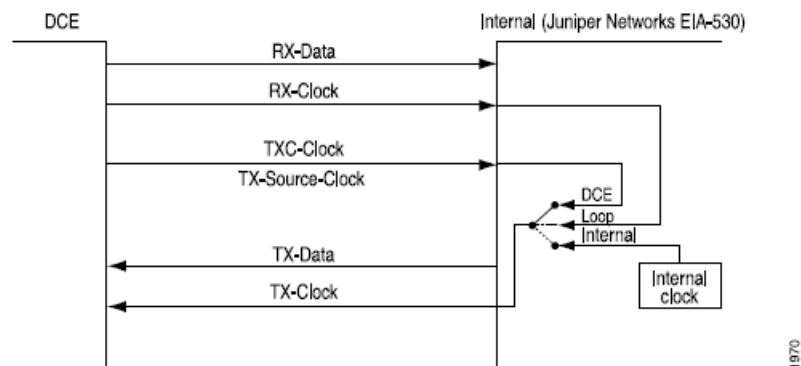 DCE
Internal (Juniper Networks EIA-530)
RX-Data
RX-Clock
TXC-Clock
TX-Source-Clock
DCE
Loop
Internal
TX-Data
TX-Clock
Internal
clock
1970